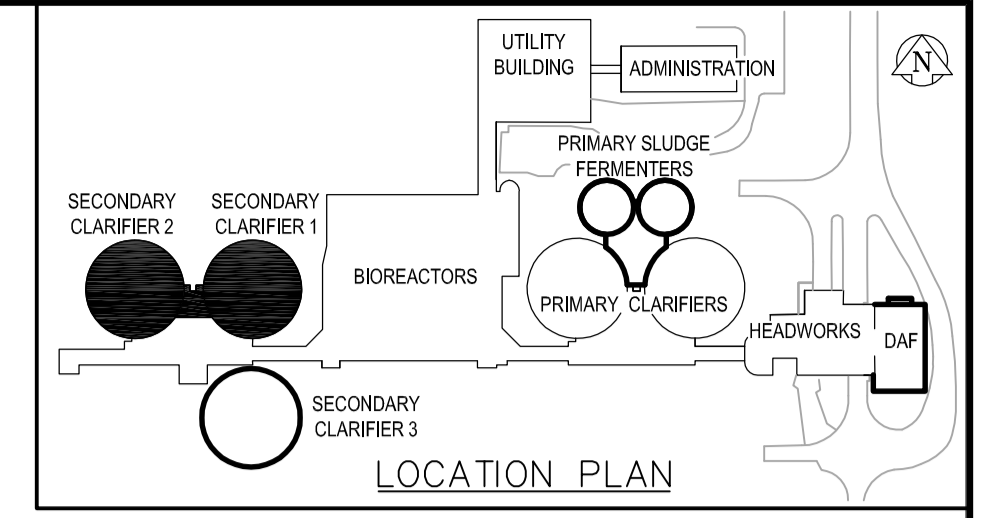 UTILITY
BUILDING
ADMINISTRATION
N
PRIMARY SLUDGE
FERMENTERS
SECONDARY
CLARIFIER 2
SECONDARY
CLARIFIER 1
BIOREACTORS
PRIMARY CLARIFIERS
HEADWORKS
DAF
SECONDARY
CLARIFIER 3
LOCATION PLAN